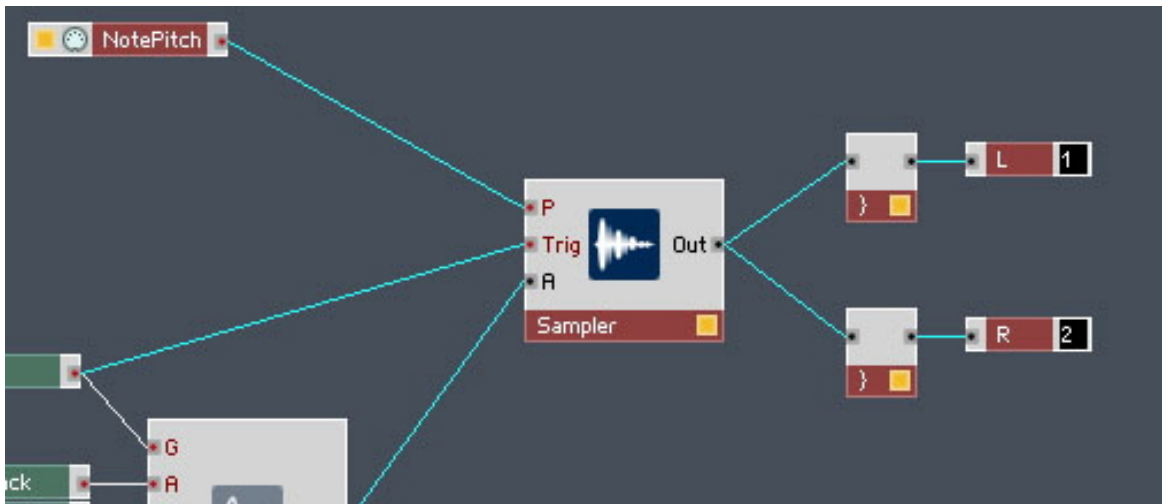 NotePitch
P
Trig
A
Out
Sampler
}
L 1
}
R 2
G
A
ck